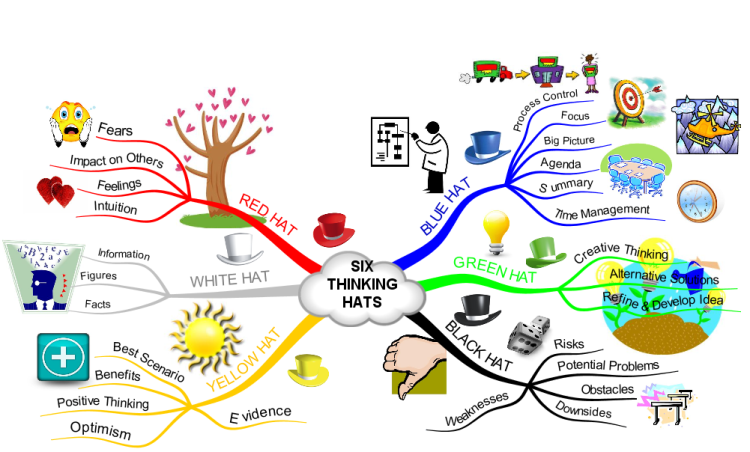 SIX
THINKING
HATS
RED HAT
Fears
Impact on Others
Feelings
Intuition
WHITE HAT
Information
Figures
Facts
YELLOW HAT
Best Scenario
Benefits
Positive Thinking
Optimism
Evidence
BLUE HAT
Process Control
Focus
Big Picture
Agenda
Summary
Time Management
GREEN HAT
Creative Thinking
Alternative Solutions
Refine & Develop Idea
BLACK HAT
Risks
Potential Problems
Obstacles
Downsides
Weaknesses